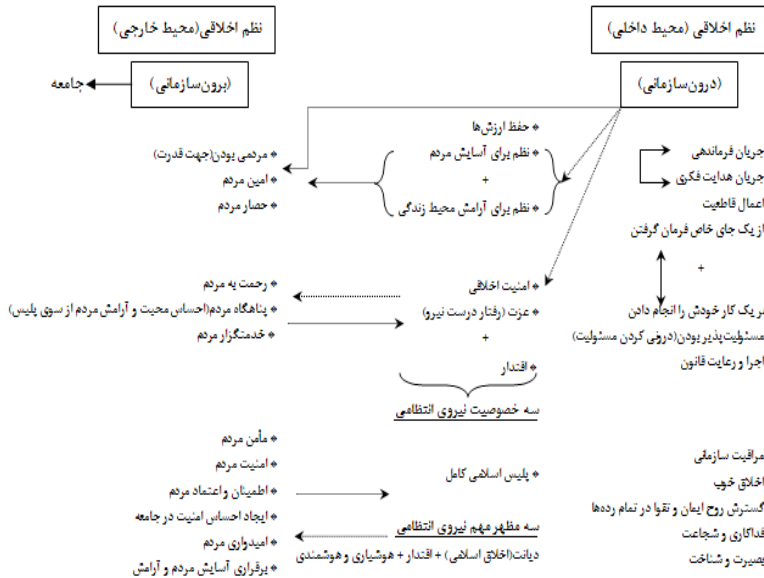 نظم اخلاقی (محیط داخلی)
(درون‌سازمانی)
جریان فرماندهی
جریان هدایت فکری
اعمال قاطعیت
از یک جای خاص فرمان گرفتن
+
هر یک کار خودش را انجام دادن
مسئولیت‌پذیر بودن(درونی کردن مسئولیت)
اجرا و رعایت قانون
مراقبت سازمانی
اخلاق خوب
گسترش روح ایمان و تقوا در تمام رده‌ها
فداکاری و شجاعت
بصیرت و شناخت
* حفظ ارزش‌ها
* نظم برای آسایش مردم
+
* نظم برای آرامش محیط زندگی
* امنیت اخلاقی
* عزت (رفتار درست نیرو)
+
* اقتدار
سه خصوصیت نیروی انتظامی
* پلیس اسلامی کامل
سه مظهر مهم نیروی انتظامی
دیانت(اخلاق اسلامی) + اقتدار + هوشیاری و هوشمندی
نظم اخلاقی(محیط خارجی)
(برون‌سازمانی)
جامعه
* مردمی بودن(جهت قدرت)
* امین مردم
* حصار مردم
* رحمت به مردم
* پناهگاه مردم(احساس محبت و آرامش مردم از سوی پلیس)
* خدمتگزار مردم
* مأمن مردم
* امنیت مردم
* اطمینان و اعتماد مردم
* ایجاد احساس امنیت در جامعه
* امیدواری مردم
* برقراری آسایش مردم و آرامش